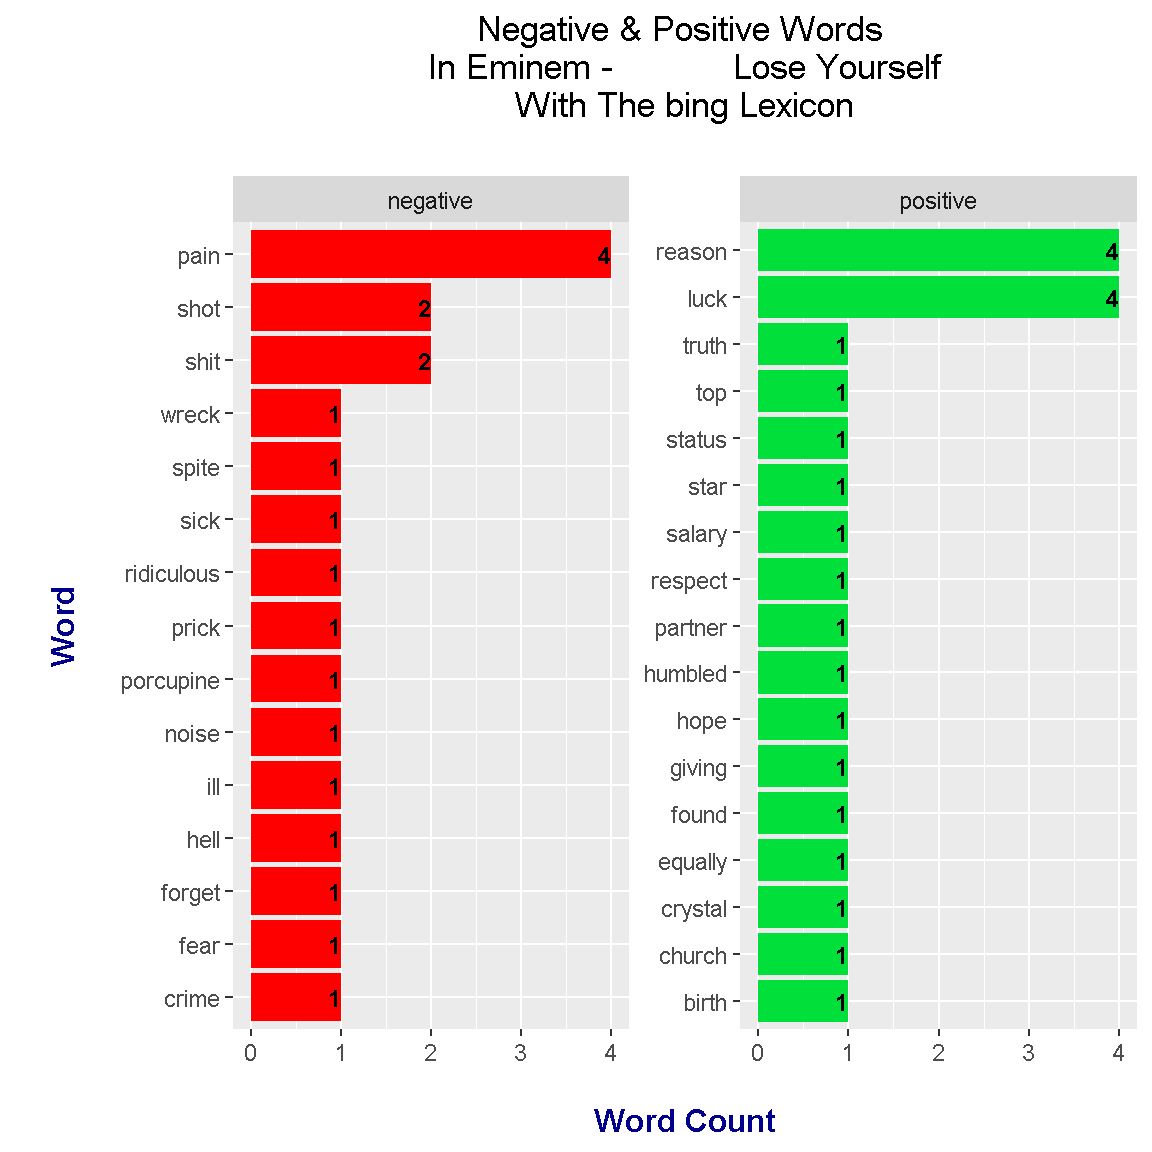 Negative & Positive Words
In Eminem - Lose Yourself
With The bing Lexicon
negative
pain 4
shot 2
shit 2
wreck 1
spite 1
sick 1
ridiculous 1
prick 1
porcupine 1
noise 1
ill 1
hell 1
forget 1
fear 1
crime 1
0 1 2 3 4
positive
reason 4
luck 4
truth 1
top 1
status 1
star 1
salary 1
respect 1
partner 1
humbled 1
hope 1
giving 1
found 1
equally 1
crystal 1
church 1
birth 1
0 1 2 3 4
Word
Word Count